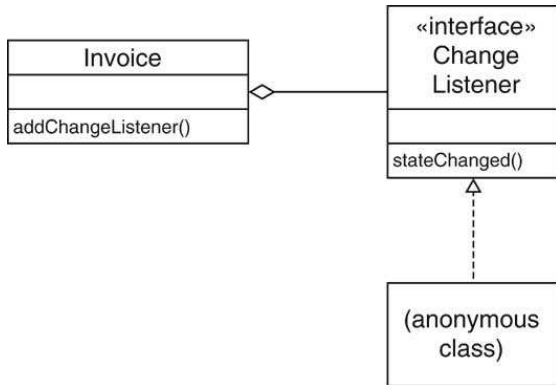 Invoice
addChangeListener()
«interface»
Change
Listener
stateChanged()
(anonymous
class)